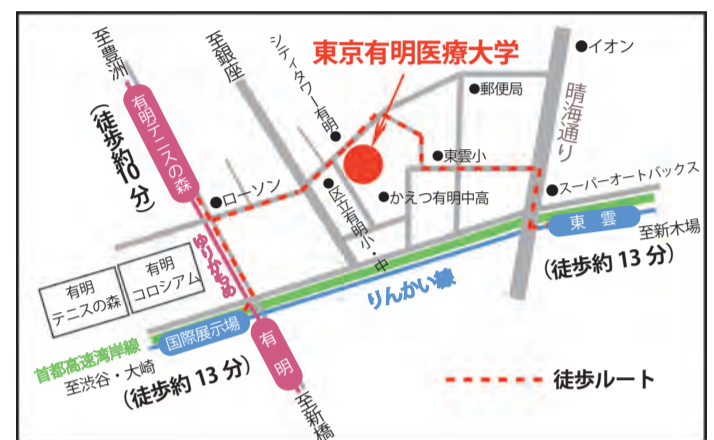 至豊洲
至銀座
シティタワー有明
東京有明医療大学
イオン
郵便局
晴海通り
有明テニスの森
(徒歩約10分)
ローソン
東雲小
スーパーオートバックス
区立有明小・中
かえつ有明中高
東雲
至新木場
(徒歩約13分)
ゆりかもめ
有明
テニスの森
有明
コロシアム
りんかい線
首都高速湾岸線
国際展示場
至渋谷・大崎
(徒歩約13分)
有明
至新橋
徒歩ルート